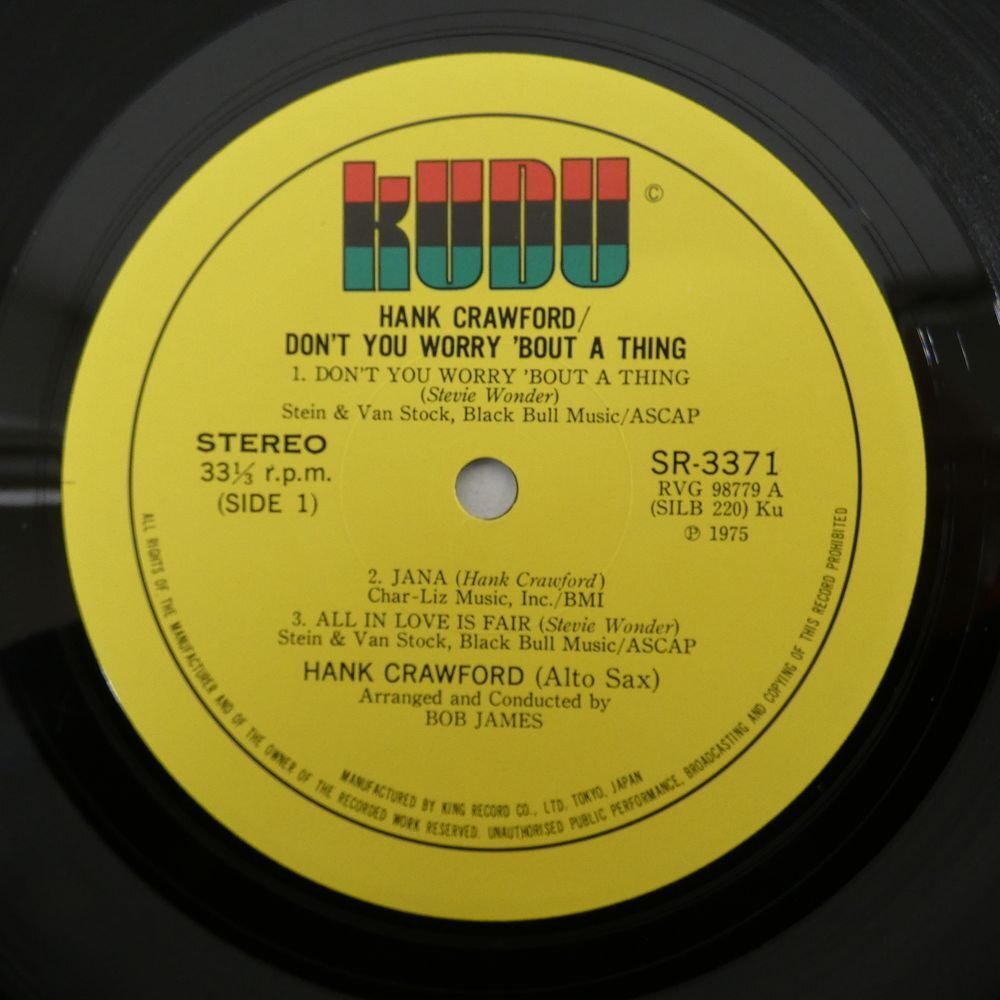 KUDU ©
HANK CRAWFORD/
DON'T YOU WORRY 'BOUT A THING
1. DON'T YOU WORRY 'BOUT A THING
(Stevie Wonder)
Stein & Van Stock, Black Bull Music/ASCAP
STEREO
33⅓ r.p.m.
(SIDE 1)
SR-3371
RVG 98779 A
(SILB 220) Ku
℗ 1975
2. JANA (Hank Crawford)
Char-Liz Music, Inc./BMI
3. ALL IN LOVE IS FAIR (Stevie Wonder)
Stein & Van Stock, Black Bull Music/ASCAP
HANK CRAWFORD (Alto Sax)
Arranged and Conducted by
BOB JAMES
MANUFACTURED BY KING RECORD CO., LTD. TOKYO, JAPAN
ALL RIGHTS OF THE MANUFACTURER AND OF THE OWNER OF THE RECORDED WORK RESERVED. UNAUTHORISED PUBLIC PERFORMANCE, BROADCASTING AND COPYING OF THIS RECORD PROHIBITED